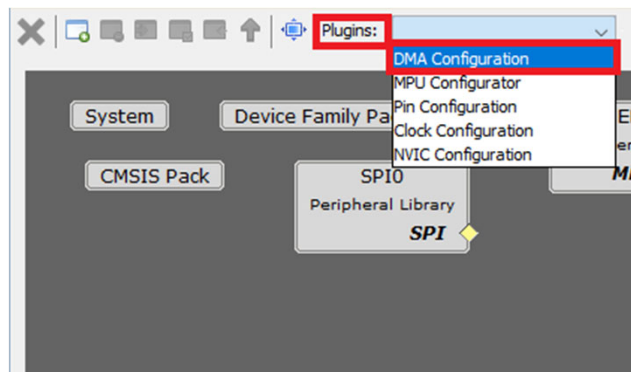 Plugins:
DMA Configuration
MPU Configurator
Pin Configuration
Clock Configuration
NVIC Configuration
System
Device Family Pa
CMSIS Pack
SPI0
Peripheral Library
SPI